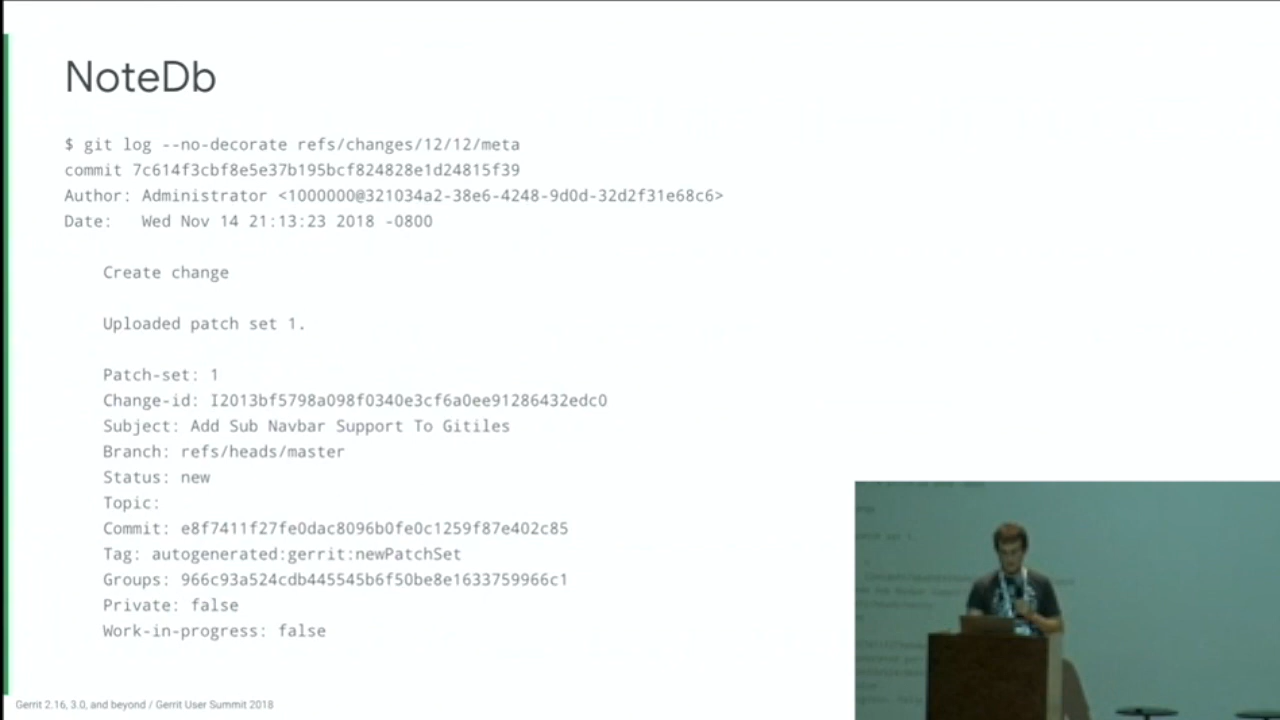 NoteDb
$ git log --no-decorate refs/changes/12/12/meta
commit 7c614f3cbf8e5e37b195bcf824828e1d24815f39
Author: Administrator <1000000@321034a2-38e6-4248-9d0d-32d2f31e68c6>
Date:   Wed Nov 14 21:13:23 2018 -0800
Create change
Uploaded patch set 1.
Patch-set: 1
Change-id: I2013bf5798a098f0340e3cf6a0ee91286432edc0
Subject: Add Sub Navbar Support To Gitiles
Branch: refs/heads/master
Status: new
Topic:
Commit: e8f7411f27fe0dac8096b0fe0c1259f87e402c85
Tag: autogenerated:gerrit:newPatchSet
Groups: 966c93a524cdb445545b6f50be8e1633759966c1
Private: false
Work-in-progress: false
Gerrit 2.16, 3.0, and beyond / Gerrit User Summit 2018